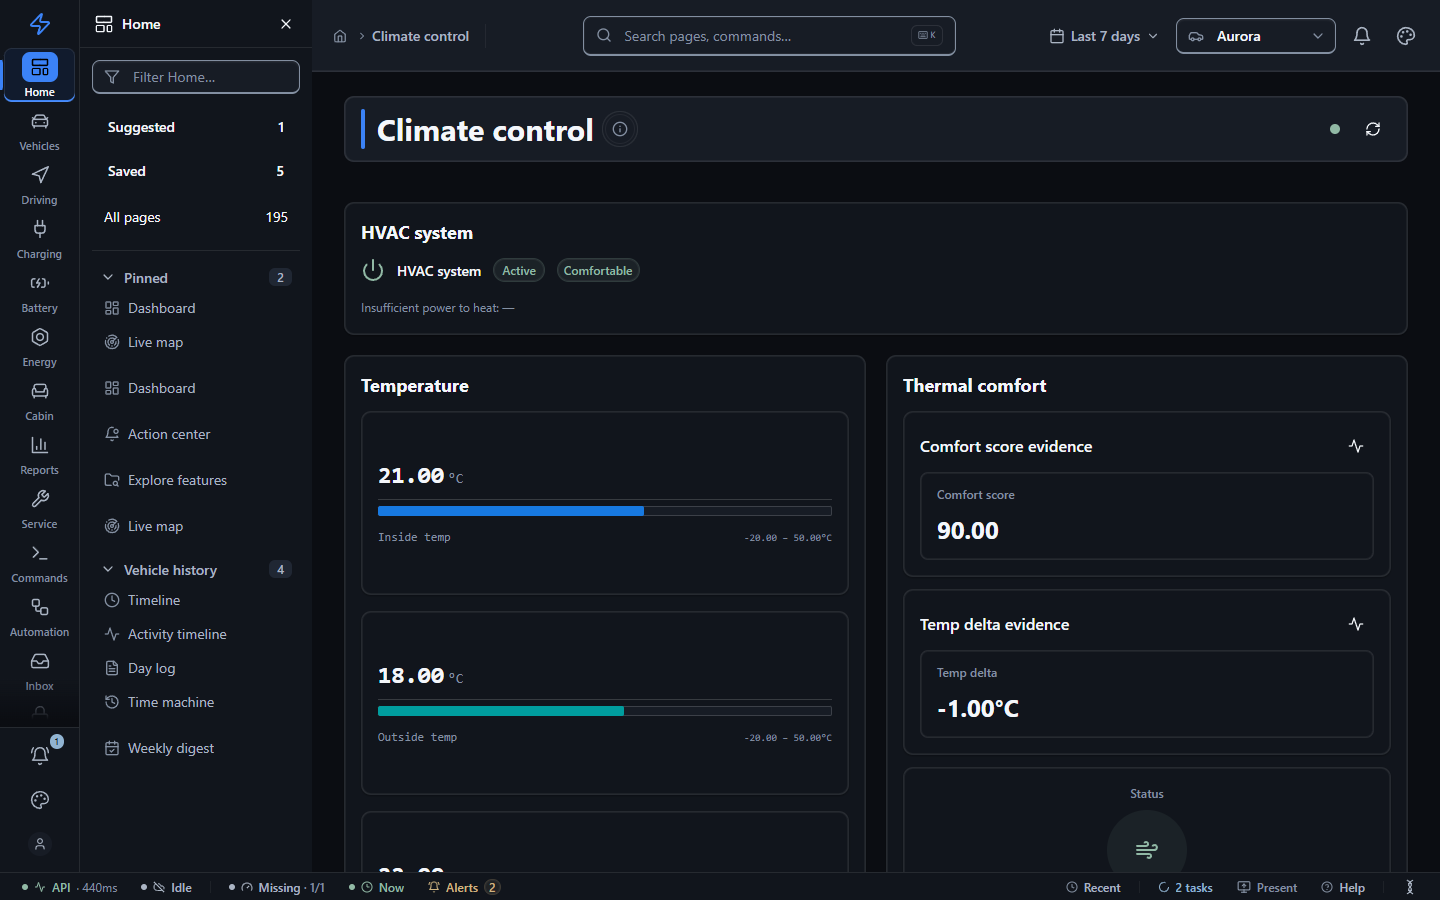 Home
Climate control
Search pages, commands...
K
Last 7 days
Aurora
Home
Vehicles
Driving
Charging
Battery
Energy
Cabin
Reports
Service
Commands
Automation
Inbox
1
Filter Home...
Suggested 1
Saved 5
All pages 195
Pinned 2
Dashboard
Live map
Dashboard
Action center
Explore features
Live map
Vehicle history 4
Timeline
Activity timeline
Day log
Time machine
Weekly digest
Climate control
HVAC system
HVAC system Active Comfortable
Insufficient power to heat: —
Temperature
21.00 °C
Inside temp -20.00 – 50.00°C
18.00 °C
Outside temp -20.00 – 50.00°C
Thermal comfort
Comfort score evidence
Comfort score
90.00
Temp delta evidence
Temp delta
-1.00°C
Status
API · 440ms
Idle
Missing · 1/1
Now
Alerts 2
Recent
2 tasks
Present
Help